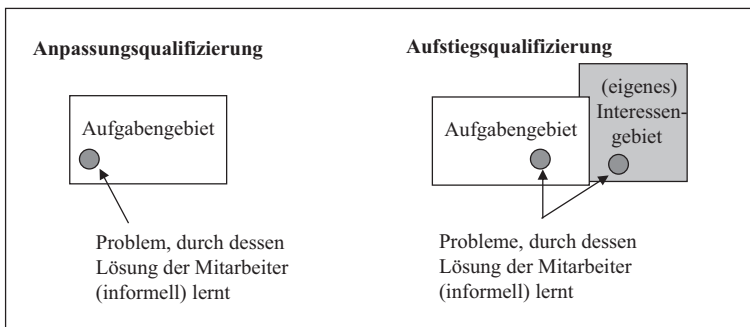 Anpassungsqualifizierung
Aufgabengebiet
Problem, durch dessen
Lösung der Mitarbeiter
(informell) lernt
Aufstiegsqualifizierung
(eigenes)
Interessen-
gebiet
Aufgabengebiet
Probleme, durch dessen
Lösung der Mitarbeiter
(informell) lernt